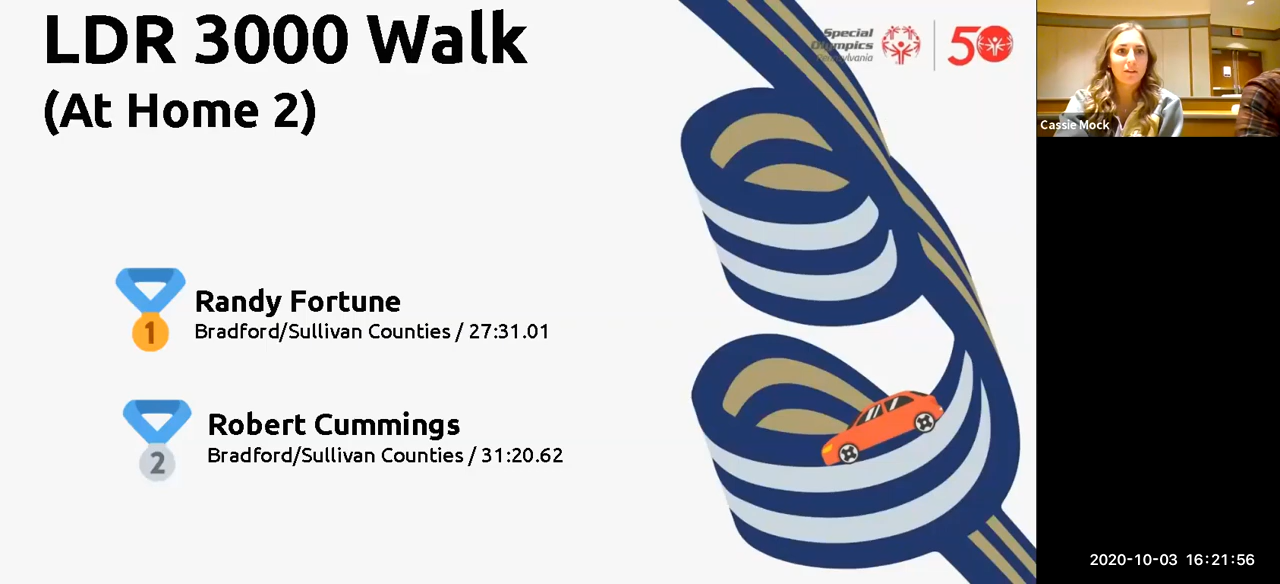 LDR 3000 Walk
(At Home 2)
Special
Olympics
Pennsylvania
50
Cassie Mock
1
Randy Fortune
Bradford/Sullivan Counties / 27:31.01
2
Robert Cummings
Bradford/Sullivan Counties / 31:20.62
2020-10-03 16:21:56